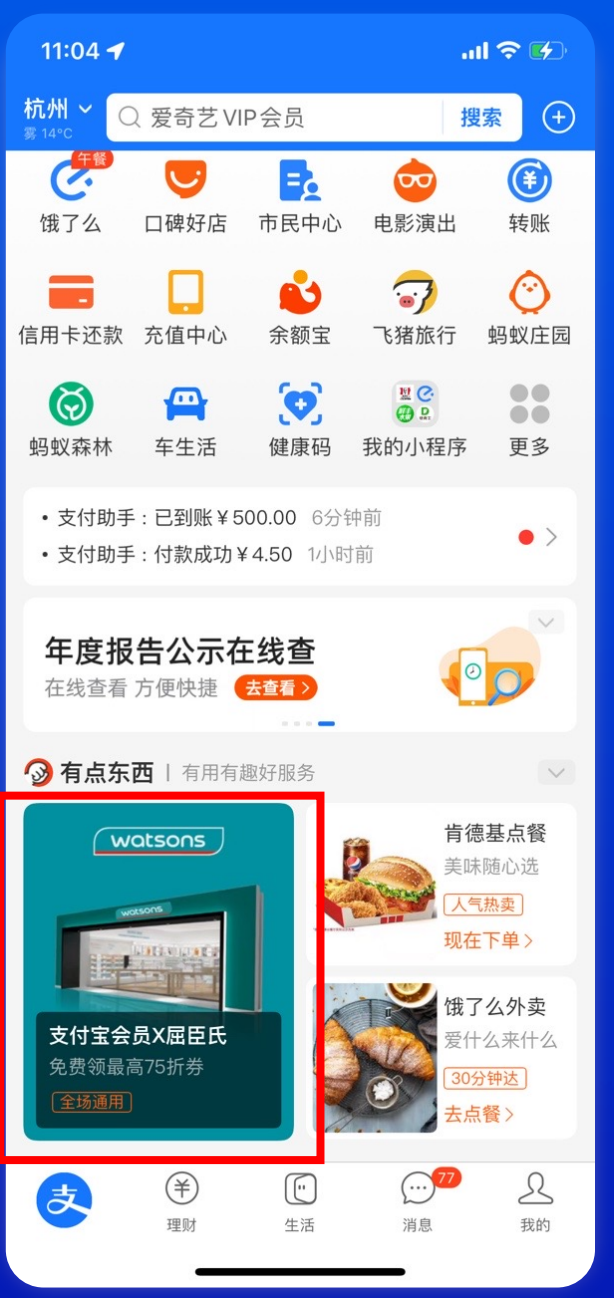 11:04
杭州
雾 14°C
爱奇艺 VIP 会员
搜索
午餐
饿了么
口碑好店
市民中心
电影演出
转账
信用卡还款
充值中心
余额宝
飞猪旅行
蚂蚁庄园
蚂蚁森林
车生活
健康码
我的小程序
更多
• 支付助手：已到账￥500.00 6分钟前
• 支付助手：付款成功￥4.50 1小时前
年度报告公示在线查
在线查看 方便快捷 去查看
有点东西 | 有用有趣好服务
watsons
watsons
支付宝会员X屈臣氏
免费领最高75折券
全场通用
肯德基点餐
美味随心选
人气热卖
现在下单
饿了么外卖
爱什么来什么
30分钟达
去点餐
支
理财
生活
77
消息
我的